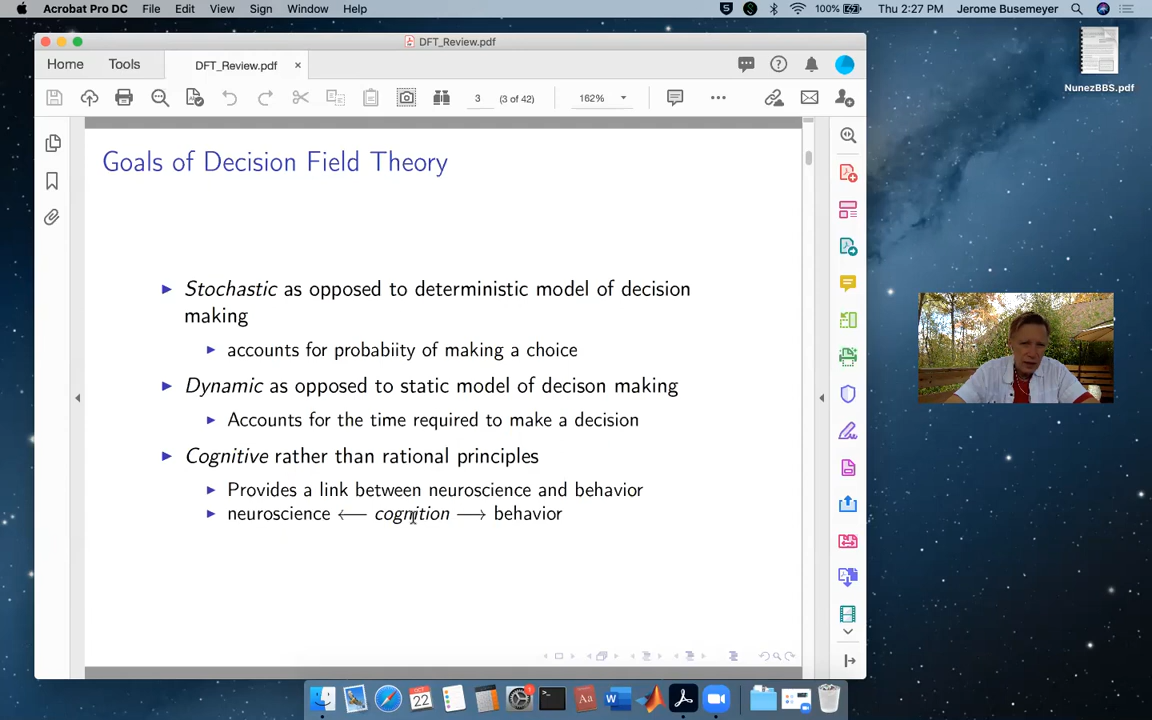 Acrobat Pro DC File Edit View Sign Window Help 100% Thu 2:27 PM Jerome Busemeyer
DFT_Review.pdf
Home Tools DFT_Review.pdf ×
3 (3 of 42) 162%
NunezBBS.pdf
Goals of Decision Field Theory
Stochastic as opposed to deterministic model of decision
making
accounts for probabiity of making a choice
Dynamic as opposed to static model of decison making
Accounts for the time required to make a decision
Cognitive rather than rational principles
Provides a link between neuroscience and behavior
neuroscience ⟵ cognition ⟶ behavior
OCT
22
Aa
W